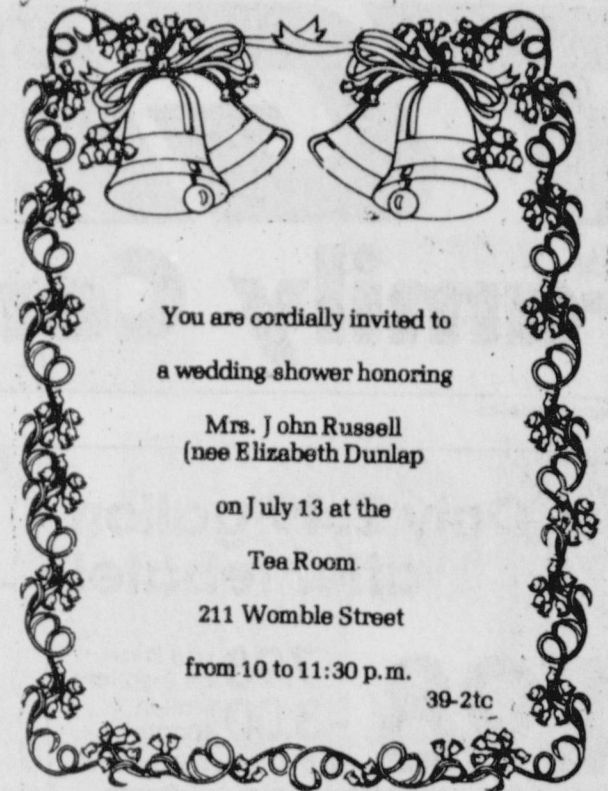 You are cordially invited to
a wedding shower honoring
Mrs. John Russell
(nee Elizabeth Dunlap
on July 13 at the
Tea Room
211 Womble Street
from 10 to 11:30 p.m.
39-2tc